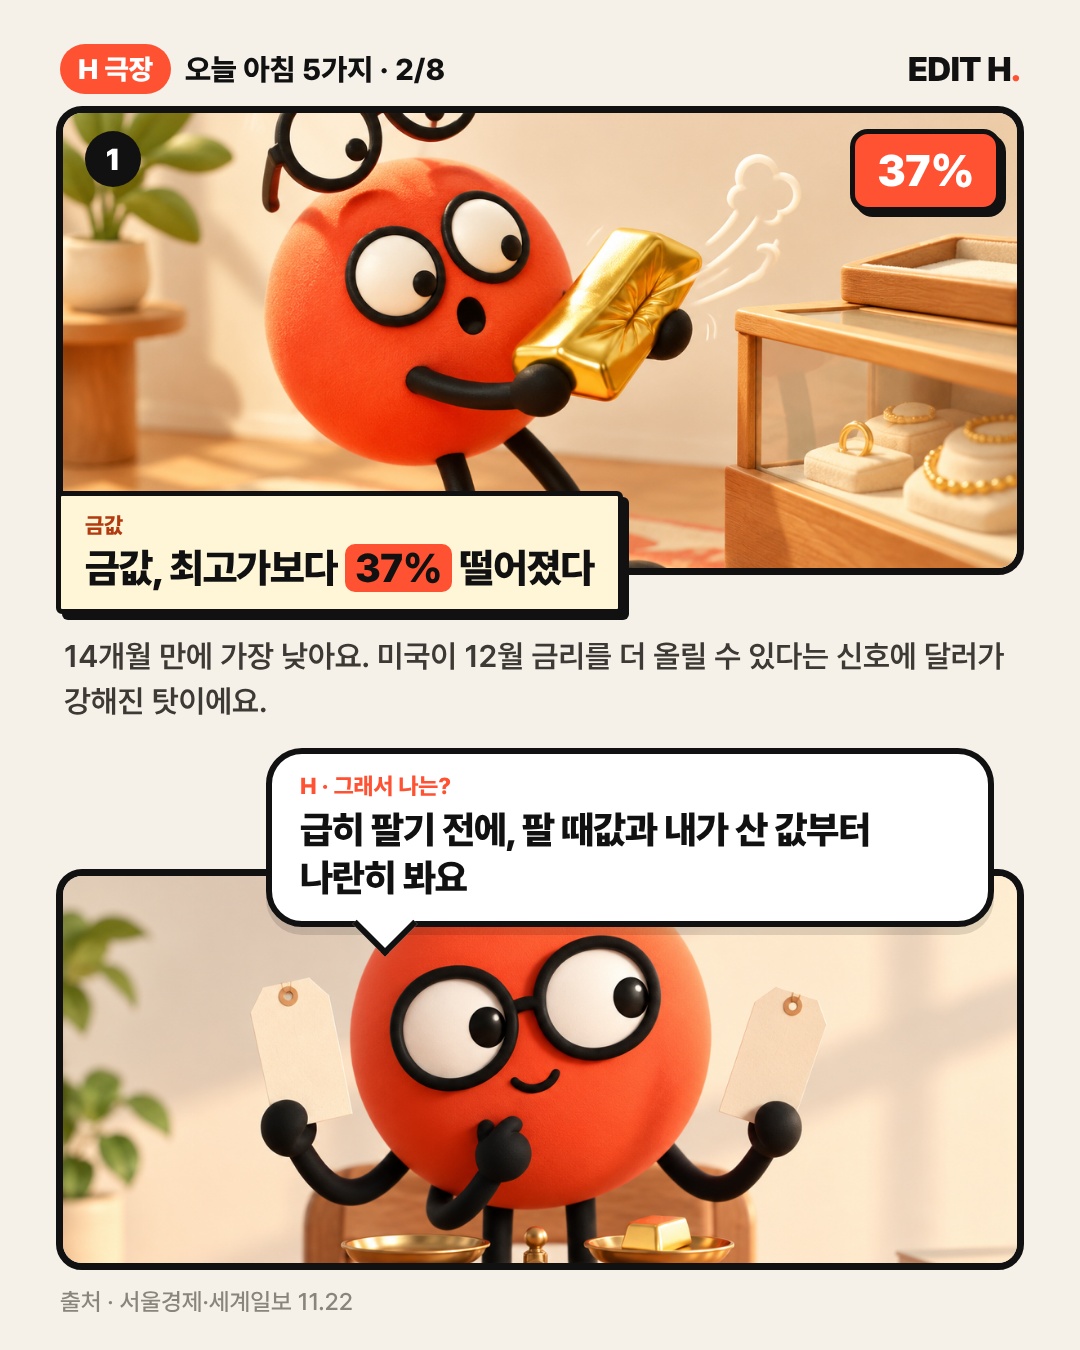 H 극장 오늘 아침 5가지 · 2/8 EDIT H.
1
37%
금값
금값, 최고가보다 37% 떨어졌다
14개월 만에 가장 낮아요. 미국이 12월 금리를 더 올릴 수 있다는 신호에 달러가
강해진 탓이에요.
H · 그래서 나는?
급히 팔기 전에, 팔 때값과 내가 산 값부터
나란히 봐요
출처 · 서울경제·세계일보 11.22